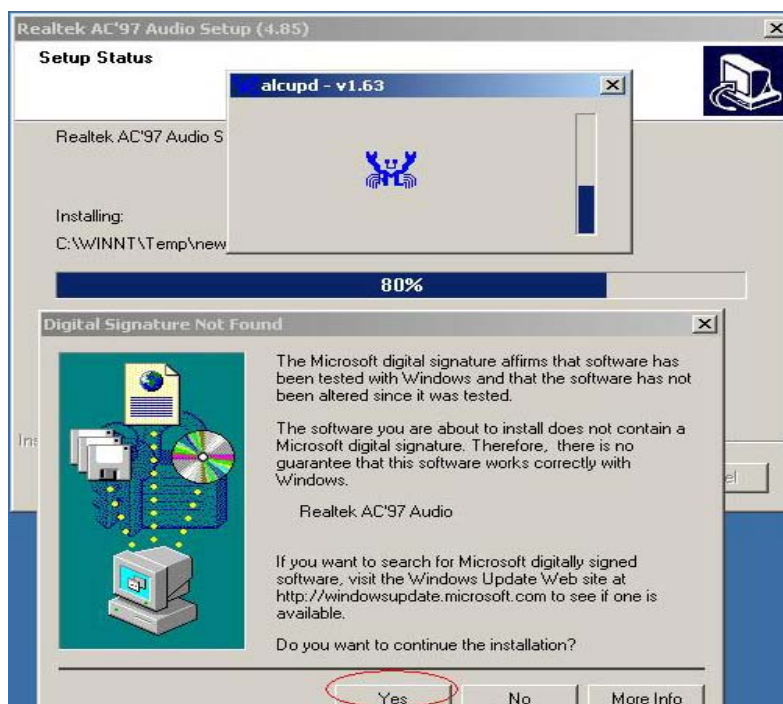 Realtek AC'97 Audio Setup (4.85)
Setup Status
alcupd - v1.63
Realtek AC'97 Audio S
Installing:
C:\WINNT\Temp\new
80%
Digital Signature Not Found
The Microsoft digital signature affirms that software has
been tested with Windows and that the software has not
been altered since it was tested.
The software you are about to install does not contain a
Microsoft digital signature. Therefore, there is no
guarantee that this software works correctly with
Windows.
Realtek AC'97 Audio
If you want to search for Microsoft digitally signed
software, visit the Windows Update Web site at
http://windowsupdate.microsoft.com to see if one is
available.
Do you want to continue the installation?
Yes No More Info